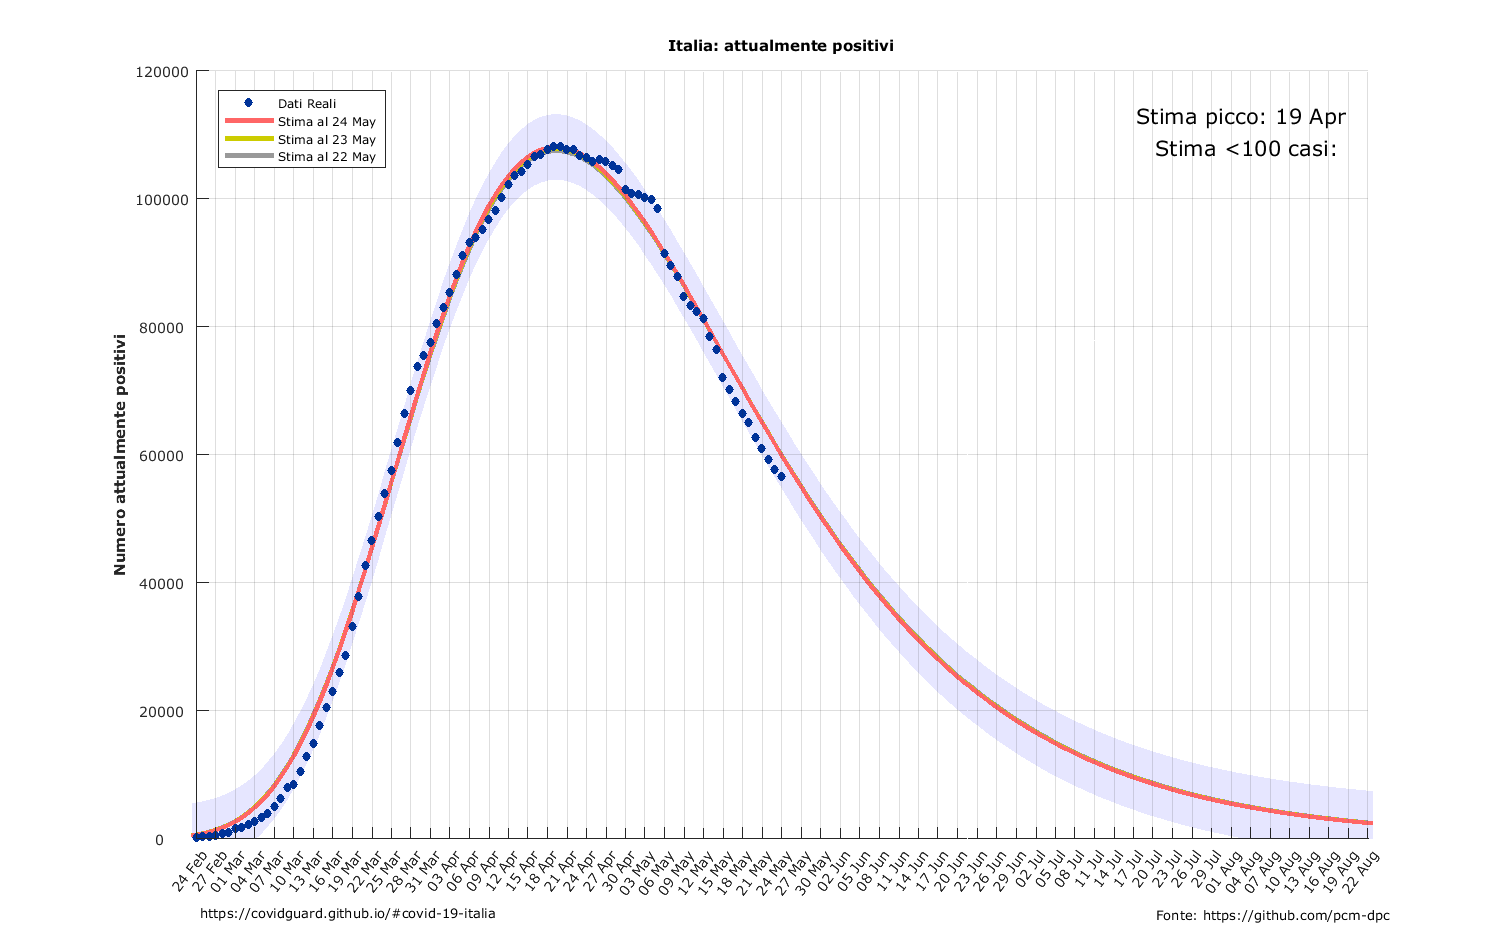 Italia: attualmente positivi
120000
100000
80000
60000
40000
20000
0
Numero attualmente positivi
Dati Reali
Stima al 24 May
Stima al 23 May
Stima al 22 May
Stima picco: 19 Apr
Stima <100 casi:
24 Feb
27 Feb
01 Mar
04 Mar
07 Mar
10 Mar
13 Mar
16 Mar
19 Mar
22 Mar
25 Mar
28 Mar
31 Mar
03 Apr
06 Apr
09 Apr
12 Apr
15 Apr
18 Apr
21 Apr
24 Apr
27 Apr
30 Apr
03 May
06 May
09 May
12 May
15 May
18 May
21 May
24 May
27 May
30 May
02 Jun
05 Jun
08 Jun
11 Jun
14 Jun
17 Jun
20 Jun
23 Jun
26 Jun
29 Jun
02 Jul
05 Jul
08 Jul
11 Jul
14 Jul
17 Jul
20 Jul
23 Jul
26 Jul
29 Jul
01 Aug
04 Aug
07 Aug
10 Aug
13 Aug
16 Aug
19 Aug
22 Aug
https://covidguard.github.io/#covid-19-italia
Fonte: https://github.com/pcm-dpc